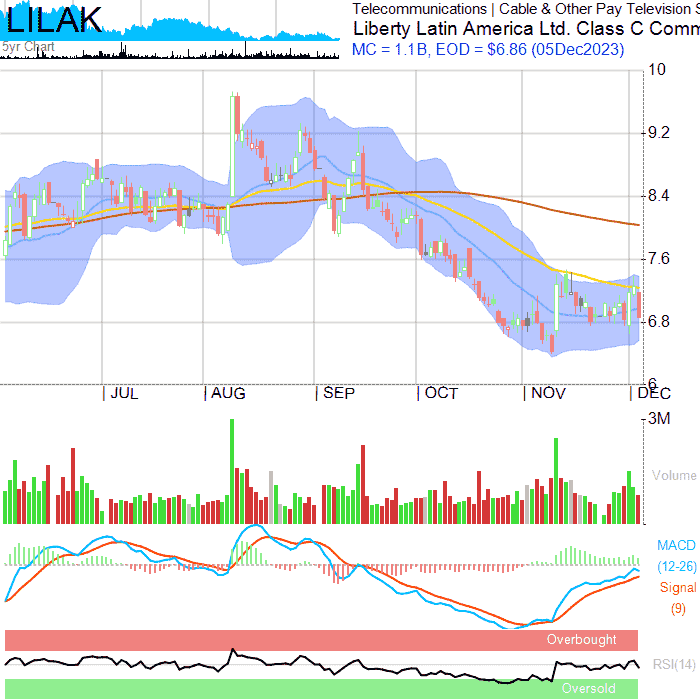 LILAK
5yr Chart
Telecommunications | Cable & Other Pay Television S
Liberty Latin America Ltd. Class C Comm
MC = 1.1B, EOD = $6.86 (05Dec2023)
10
9.2
8.4
7.6
6.8
6
JUL AUG SEP OCT NOV DEC
3M
Volume
MACD
(12-26)
Signal
(9)
Overbought
RSI(14)
Oversold